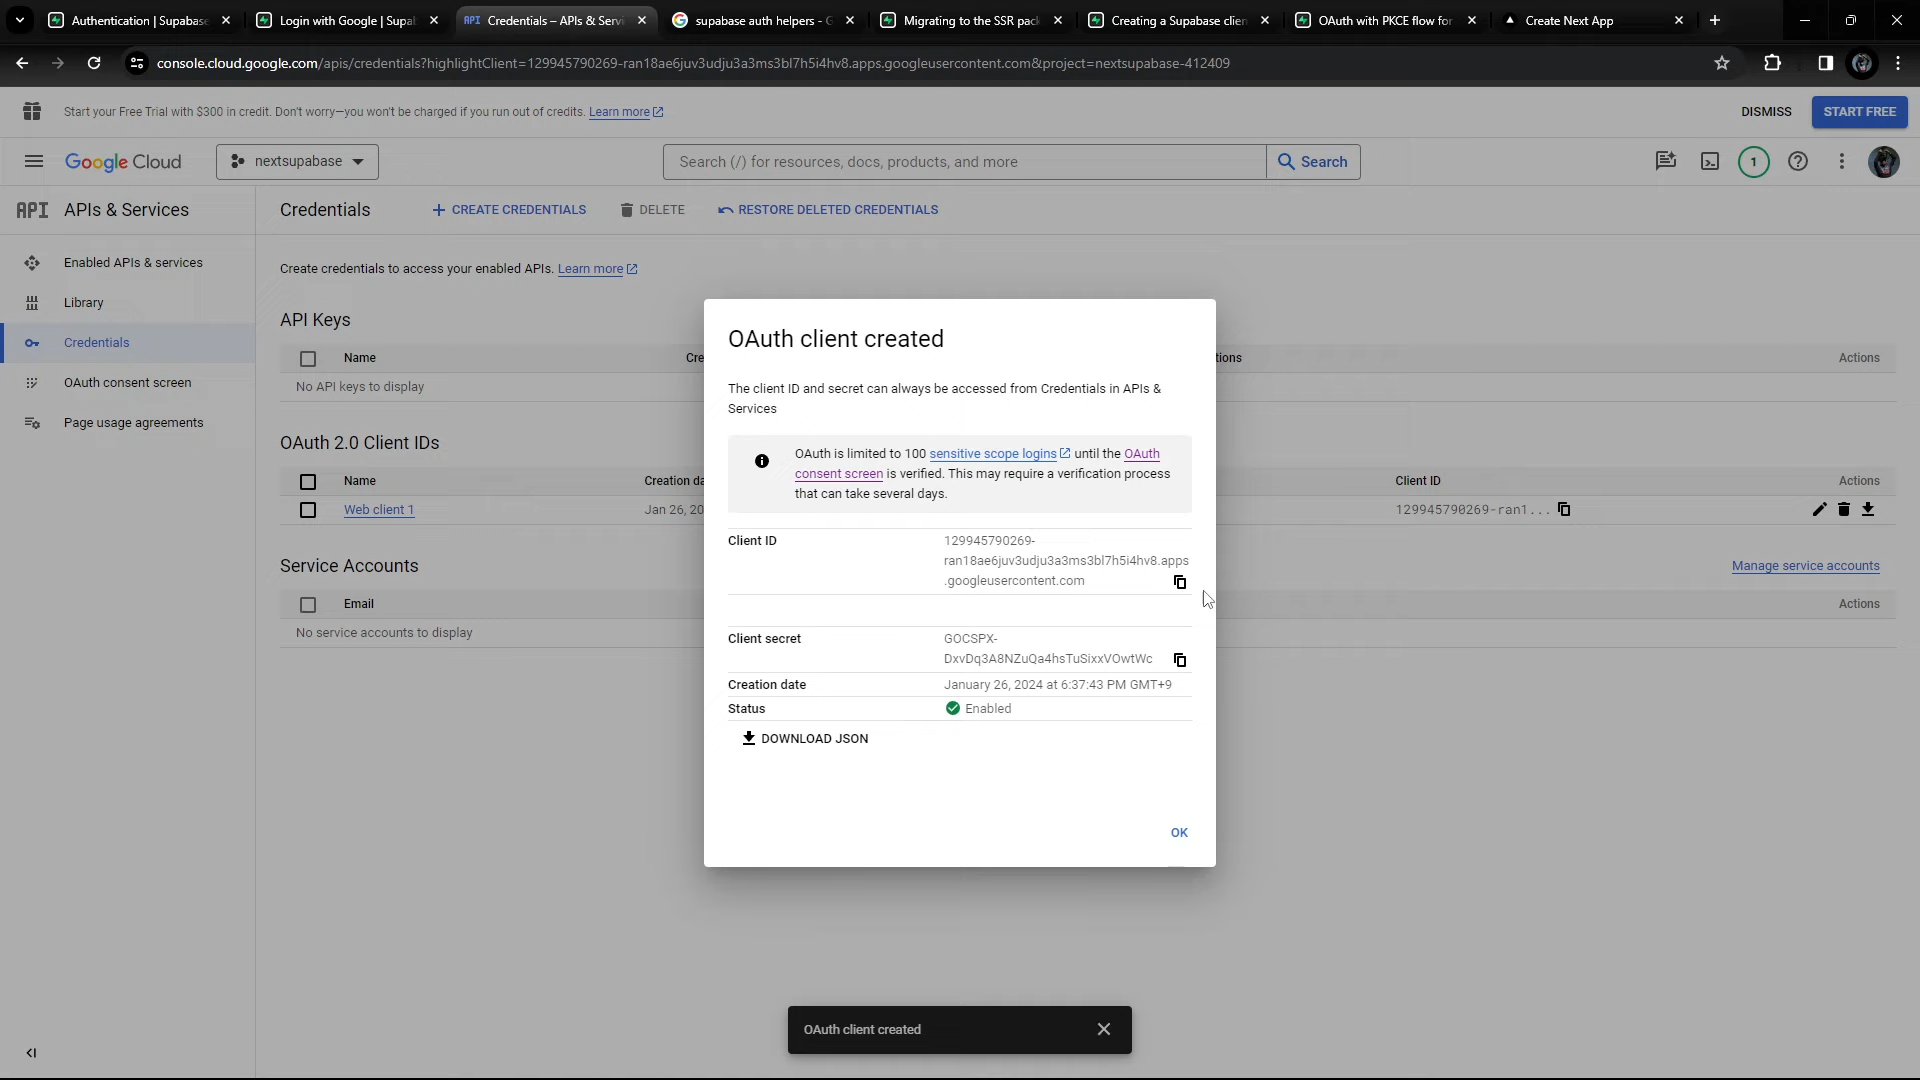 Authentication | Supabase
Login with Google | Supab
API Credentials – APIs & Servi
supabase auth helpers - G
Migrating to the SSR pack
Creating a Supabase clien
OAuth with PKCE flow for
Create Next App
console.cloud.google.com/apis/credentials?highlightClient=129945790269-ran18ae6juv3udju3a3ms3bl7h5i4hv8.apps.googleusercontent.com&project=nextsupabase-412409
Start your Free Trial with $300 in credit. Don't worry—you won't be charged if you run out of credits. Learn more
DISMISS
START FREE
Google Cloud
nextsupabase
Search (/) for resources, docs, products, and more
Search
1
API APIs & Services
Credentials
CREATE CREDENTIALS
DELETE
RESTORE DELETED CREDENTIALS
Enabled APIs & services
Library
Credentials
OAuth consent screen
Page usage agreements
Create credentials to access your enabled APIs. Learn more
API Keys
Name
Cre
tions
Actions
No API keys to display
OAuth 2.0 Client IDs
Name
Creation da
Client ID
Actions
Web client 1
Jan 26, 20
129945790269-ran1...
Service Accounts
Manage service accounts
Email
Actions
No service accounts to display
OAuth client created
The client ID and secret can always be accessed from Credentials in APIs &
Services
OAuth is limited to 100 sensitive scope logins until the OAuth
consent screen is verified. This may require a verification process
that can take several days.
Client ID
129945790269-
ran18ae6juv3udju3a3ms3bl7h5i4hv8.apps
.googleusercontent.com
Client secret
GOCSPX-
DxvDq3A8NZuQa4hsTuSixxVOwtWc
Creation date
January 26, 2024 at 6:37:43 PM GMT+9
Status
Enabled
DOWNLOAD JSON
OK
OAuth client created